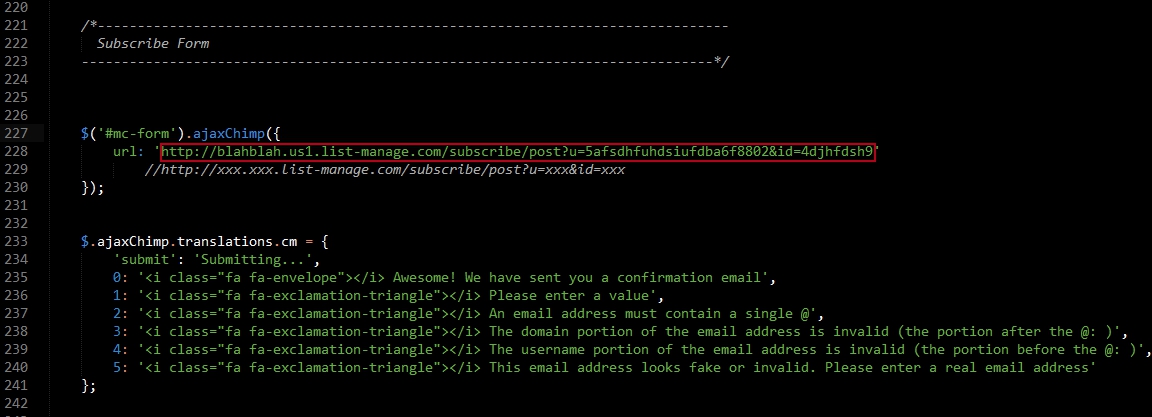 220
221 /*------------------------------------------------------------------------------
222 Subscribe Form
223 ------------------------------------------------------------------------------*/
224
225
226
227 $('#mc-form').ajaxChimp({
228 url: 'http://blahblah.us1.list-manage.com/subscribe/post?u=5afsdhfuhdsiufdba6f8802&id=4djhfdsh9'
229 //http://xxx.xxx.list-manage.com/subscribe/post?u=xxx&id=xxx
230 });
231
232
233 $.ajaxChimp.translations.cm = {
234 'submit': 'Submitting...',
235 0: '<i class="fa fa-envelope"></i> Awesome! We have sent you a confirmation email',
236 1: '<i class="fa fa-exclamation-triangle"></i> Please enter a value',
237 2: '<i class="fa fa-exclamation-triangle"></i> An email address must contain a single @',
238 3: '<i class="fa fa-exclamation-triangle"></i> The domain portion of the email address is invalid (the portion after the @: )',
239 4: '<i class="fa fa-exclamation-triangle"></i> The username portion of the email address is invalid (the portion before the @: )',
240 5: '<i class="fa fa-exclamation-triangle"></i> This email address looks fake or invalid. Please enter a real email address'
241 };
242